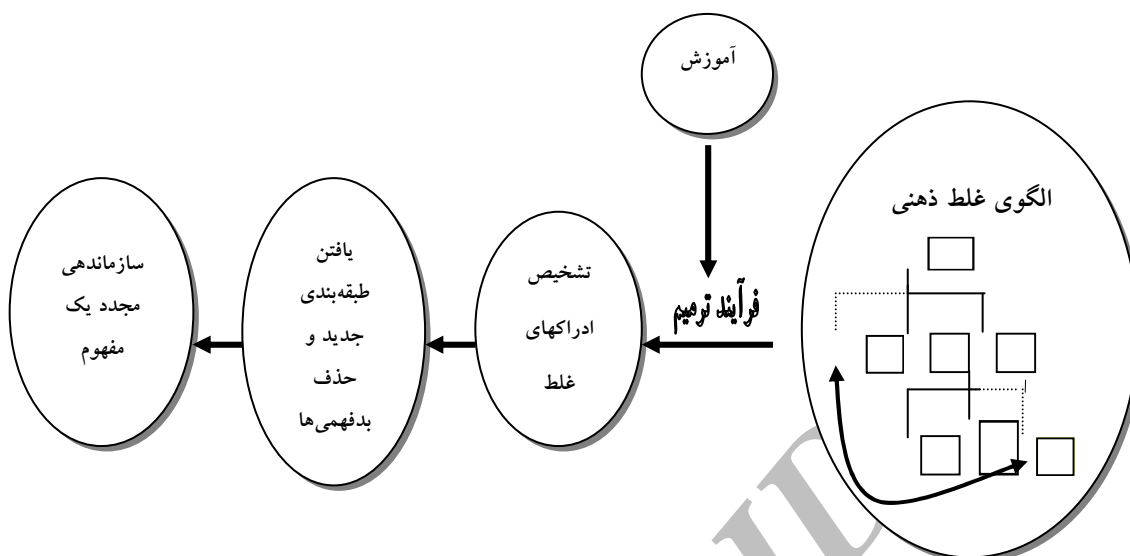 آموزش
الگوی غلط ذهنی
فرآیند ترمیم
تشخیص
ادراکهای
غلط
یافتن
طبقه‌بندی
جدید و
حذف
بدفهمی‌ها
سازماندهی
مجدد یک
مفهوم